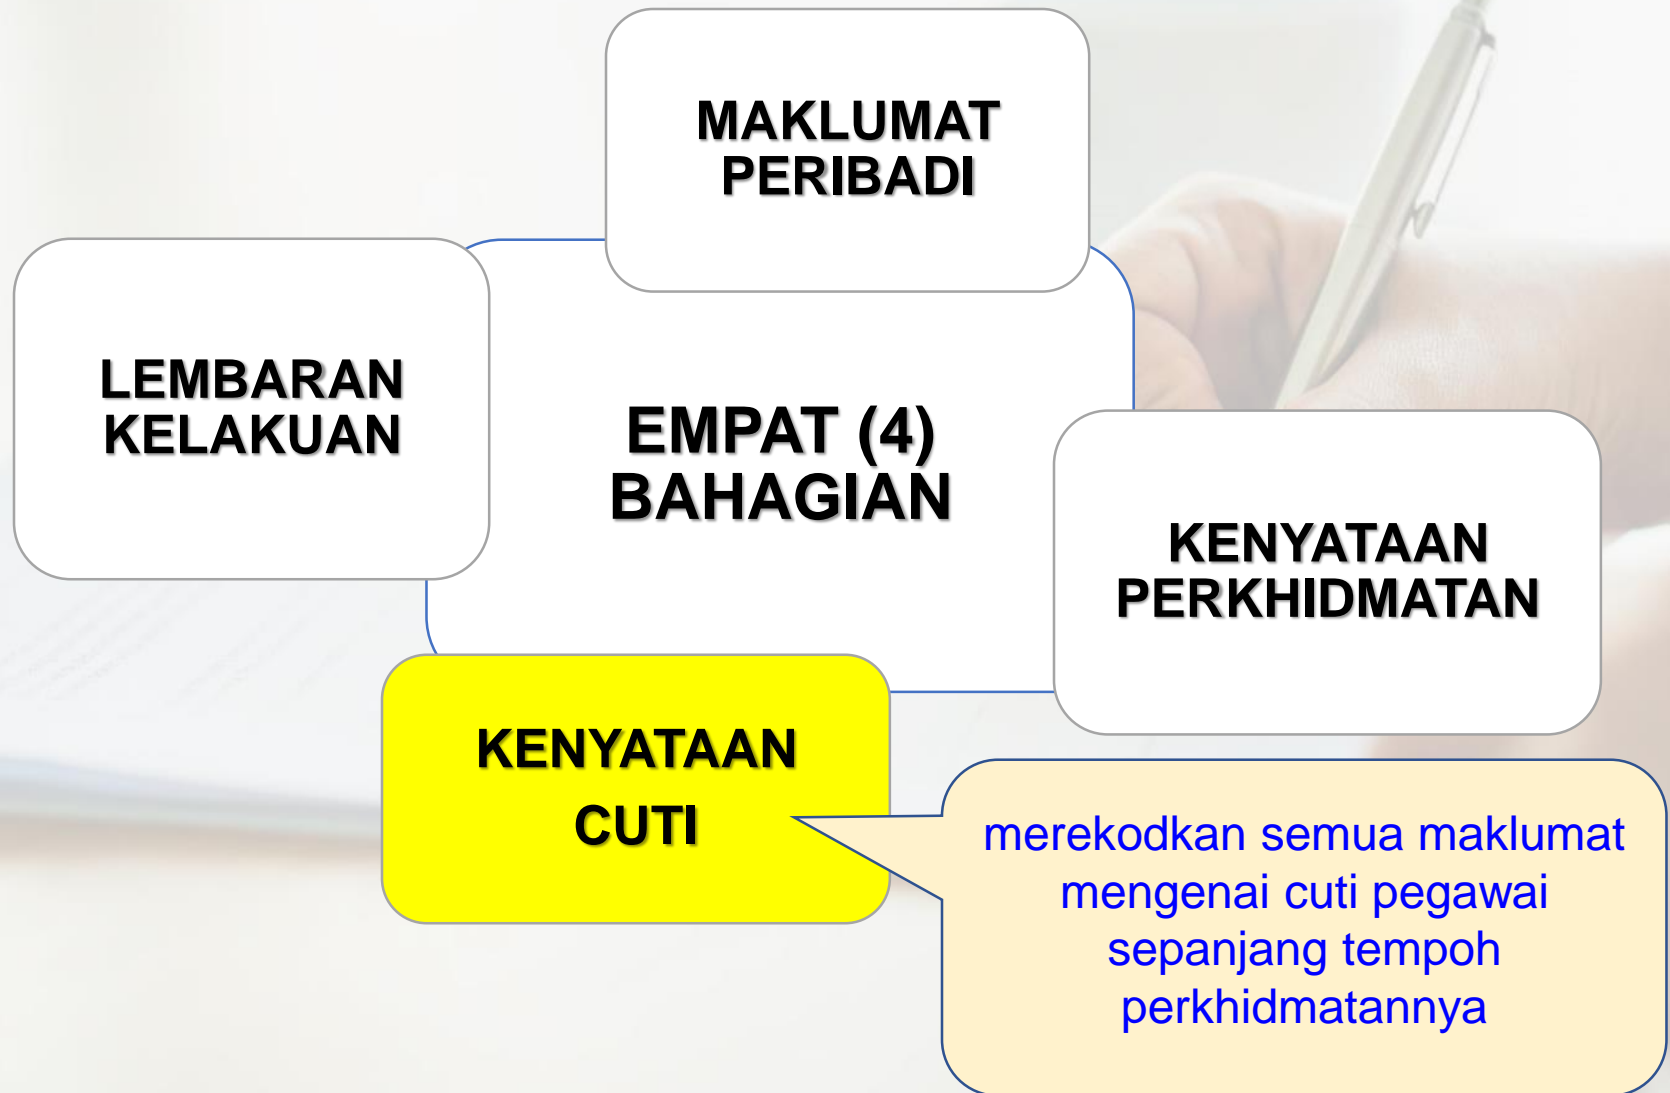 MAKLUMAT
PERIBADI
LEMBARAN
KELAKUAN
EMPAT (4)
BAHAGIAN
KENYATAAN
PERKHIDMATAN
KENYATAAN
CUTI
merekodkan semua maklumat
mengenai cuti pegawai
sepanjang tempoh
perkhidmatannya